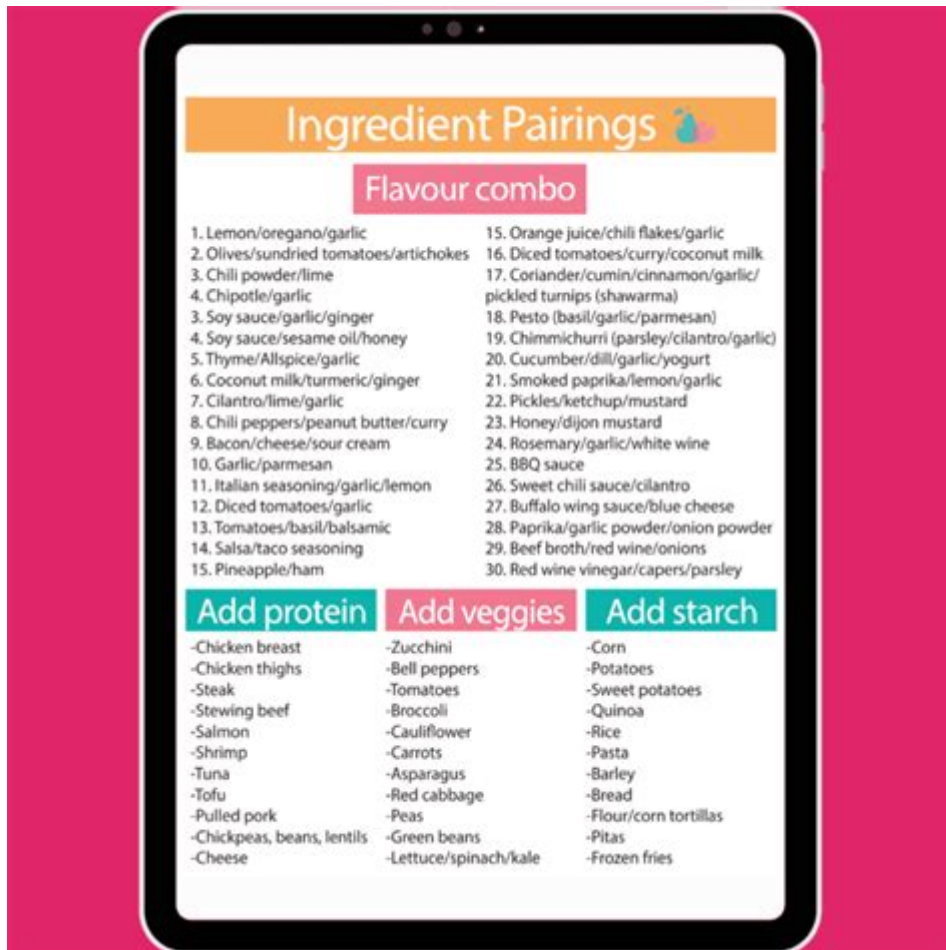 Ingredient Pairings
Flavour combo
1. Lemon/oregano/garlic
2. Olives/sundried tomatoes/artichokes
3. Chili powder/lime
4. Chipotle/garlic
3. Soy sauce/garlic/ginger
4. Soy sauce/sesame oil/honey
5. Thyme/Allspice/garlic
6. Coconut milk/turmeric/ginger
7. Cilantro/lime/garlic
8. Chili peppers/peanut butter/curry
9. Bacon/cheese/sour cream
10. Garlic/parmesan
11. Italian seasoning/garlic/lemon
12. Diced tomatoes/garlic
13. Tomatoes/basil/balsamic
14. Salsa/taco seasoning
15. Pineapple/ham
15. Orange juice/chili flakes/garlic
16. Diced tomatoes/curry/coconut milk
17. Coriander/cumin/cinnamon/garlic/
pickled turnips (shawarma)
18. Pesto (basil/garlic/parmesan)
19. Chimmichurri (parsley/cilantro/garlic)
20. Cucumber/dill/garlic/yogurt
21. Smoked paprika/lemon/garlic
22. Pickles/ketchup/mustard
23. Honey/dijon mustard
24. Rosemary/garlic/white wine
25. BBQ sauce
26. Sweet chili sauce/cilantro
27. Buffalo wing sauce/blue cheese
28. Paprika/garlic powder/onion powder
29. Beef broth/red wine/onions
30. Red wine vinegar/capers/parsley
Add protein
-Chicken breast
-Chicken thighs
-Steak
-Stewing beef
-Salmon
-Shrimp
-Tuna
-Tofu
-Pulled pork
-Chickpeas, beans, lentils
-Cheese
Add veggies
-Zucchini
-Bell peppers
-Tomatoes
-Broccoli
-Cauliflower
-Carrots
-Asparagus
-Red cabbage
-Peas
-Green beans
-Lettuce/spinach/kale
Add starch
-Corn
-Potatoes
-Sweet potatoes
-Quinoa
-Rice
-Pasta
-Barley
-Bread
-Flour/corn tortillas
-Pitas
-Frozen fries